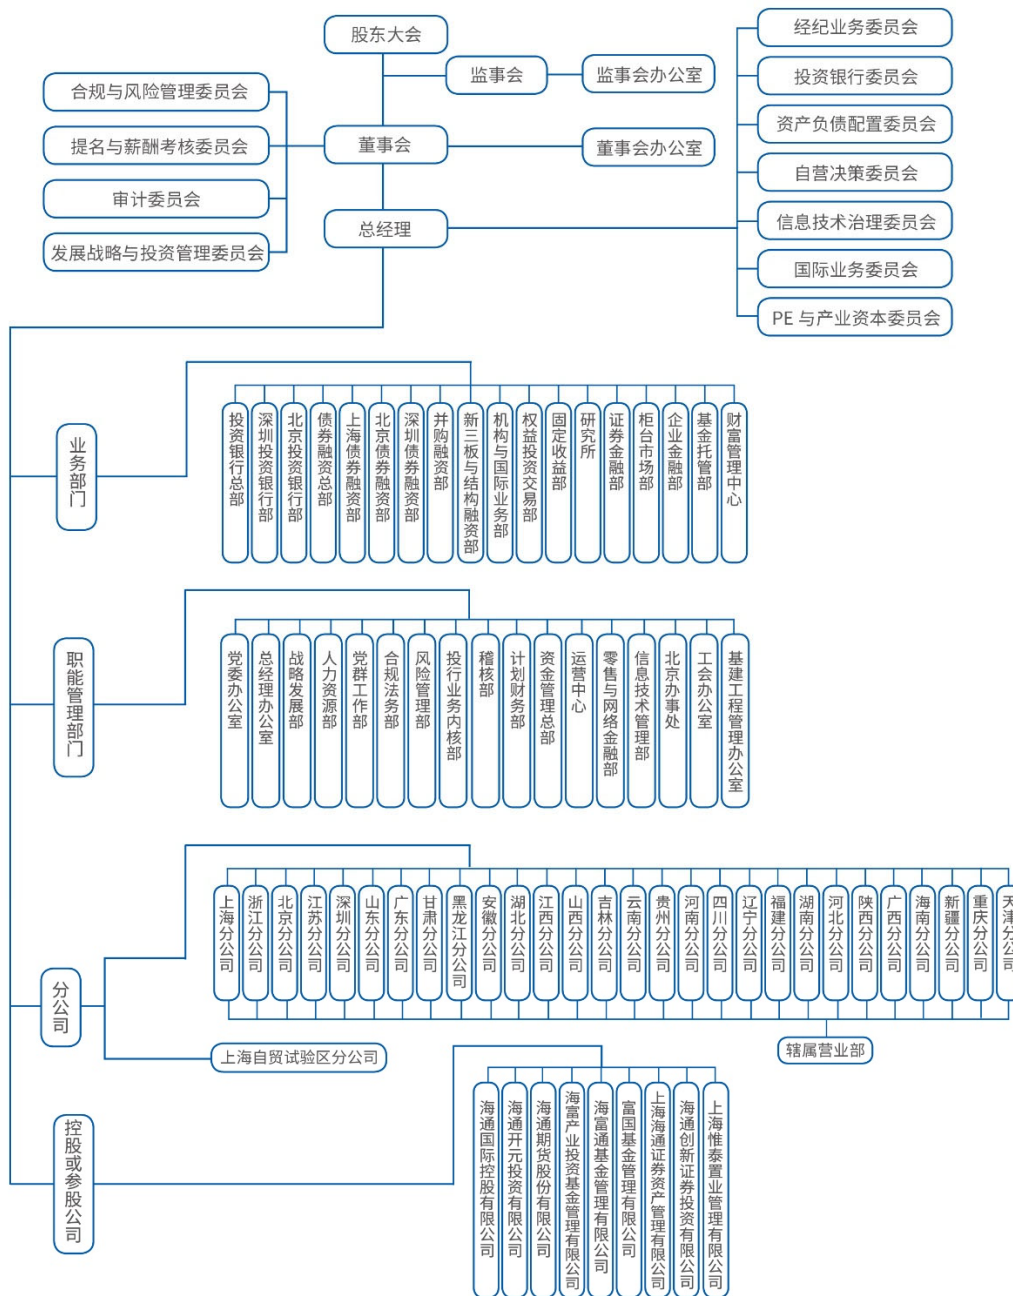 股东大会
监事会
监事会办公室
合规与风险管理委员会
提名与薪酬考核委员会
审计委员会
发展战略与投资管理委员会
董事会
董事会办公室
总经理
经纪业务委员会
投资银行委员会
资产负债配置委员会
自营决策委员会
信息技术治理委员会
国际业务委员会
PE 与产业资本委员会
业务部门
投资银行总部
深圳投资银行部
北京投资银行部
债券融资总部
上海债券融资部
北京债券融资部
深圳债券融资部
并购融资部
新三板与结构融资部
机构与国际业务部
权益投资交易部
固定收益部
研究所
证券金融部
柜台市场部
企业金融部
基金托管部
财富管理中心
职能管理部门
党委办公室
总经理办公室
战略发展部
人力资源部
党群工作部
合规法务部
风险管理部
投行业务内核部
稽核部
计划财务部
资金管理总部
运营中心
零售与网络金融部
信息技术管理部
北京办事处
工会办公室
基建工程管理办公室
分公司
上海分公司
浙江分公司
北京分公司
江苏分公司
深圳分公司
山东分公司
广东分公司
甘肃分公司
黑龙江分公司
安徽分公司
湖北分公司
江西分公司
山西分公司
吉林分公司
云南分公司
贵州分公司
河南分公司
四川分公司
辽宁分公司
福建分公司
湖南分公司
河北分公司
陕西分公司
广西分公司
海南分公司
新疆分公司
重庆分公司
天津分公司
上海自贸试验区分公司
辖属营业部
控股或参股公司
海通国际控股有限公司
海通开元投资有限公司
海通期货股份有限公司
海富产业投资基金管理有限公司
海富通基金管理有限公司
富国基金管理有限公司
上海海通证券资产管理有限公司
海通创新证券投资有限公司
上海惟泰置业管理有限公司